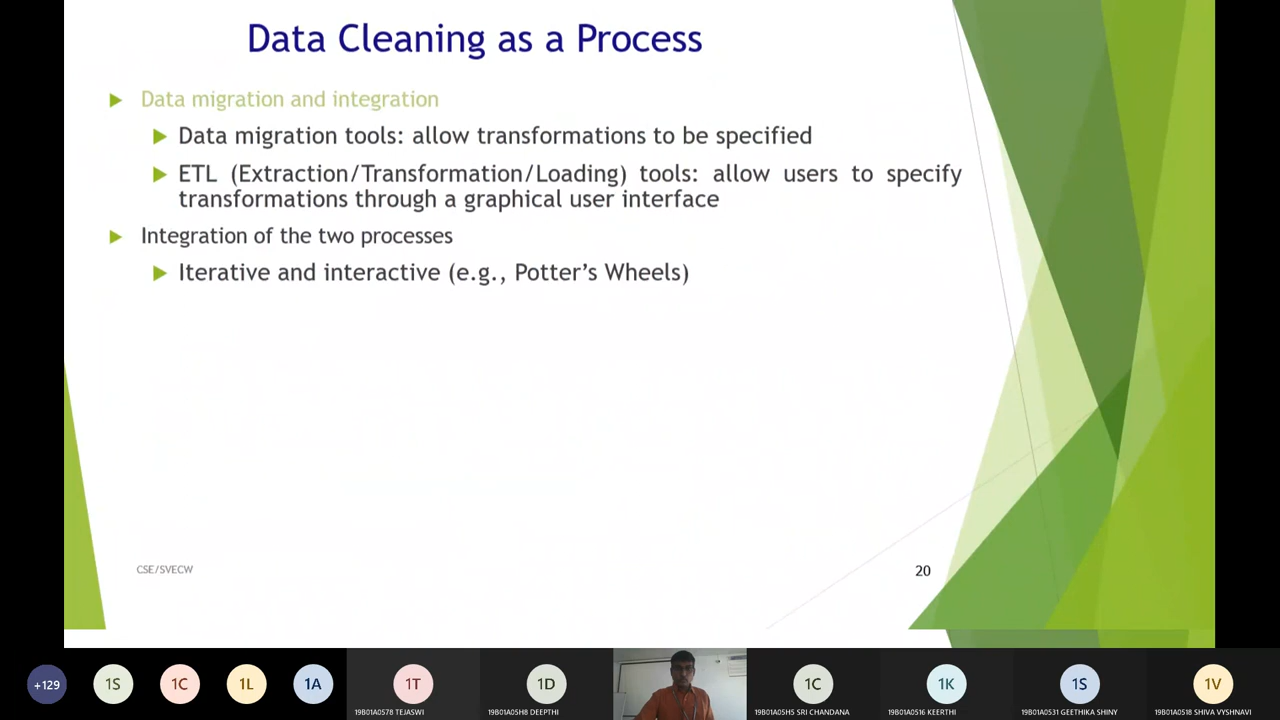 Data Cleaning as a Process
Data migration and integration
Data migration tools: allow transformations to be specified
ETL (Extraction/Transformation/Loading) tools: allow users to specify
transformations through a graphical user interface
Integration of the two processes
Iterative and interactive (e.g., Potter’s Wheels)
CSE/SVECW
20
+129
1S
1C
1L
1A
1T
1D
1C
1K
1S
1V
19B01A0578 TEJASWI
19B01A05H8 DEEPTHI
19B01A05H5 SRI CHANDANA
19B01A0516 KEERTHI
19B01A0531 GEETHIKA SHINY
19B01A0518 SHIVA VYSHNAVI